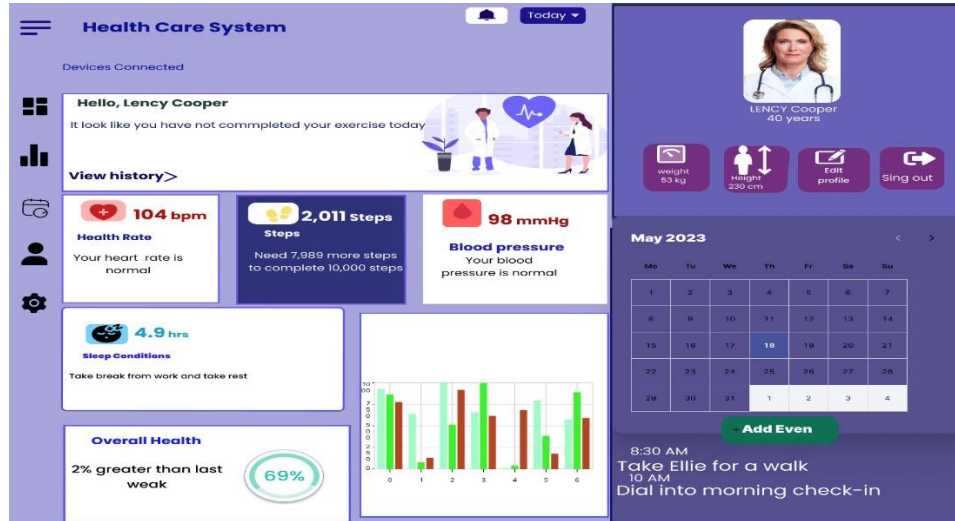 Health Care System
Today
Devices Connected
Hello, Lency Cooper
It look like you have not commpleted your exercise today
View history>
104 bpm
Health Rate
Your heart rate is
normal
2,011 steps
Steps
Need 7,989 more steps
to complete 10,000 steps
98 mmHg
Blood pressure
Your blood
pressure is normal
4.9 hrs
Sleep Conditions
Take break from work and take rest
Overall Health
2% greater than last
weak
69%
0 1 2 3 4 5 6
LENCY Cooper
40 years
weight
53 kg
Height
230 cm
Edit
profile
Sing out
May 2023
< >
Mo Tu We Th Fr Sa Su
1 2 3 4 5 6 7
8 9 10 11 12 13 14
15 16 17 18 19 20 21
22 23 24 25 26 27 28
29 30 31 1 2 3 4
+Add Even
8:30 AM
Take Ellie for a walk
10 AM
Dial into morning check-in